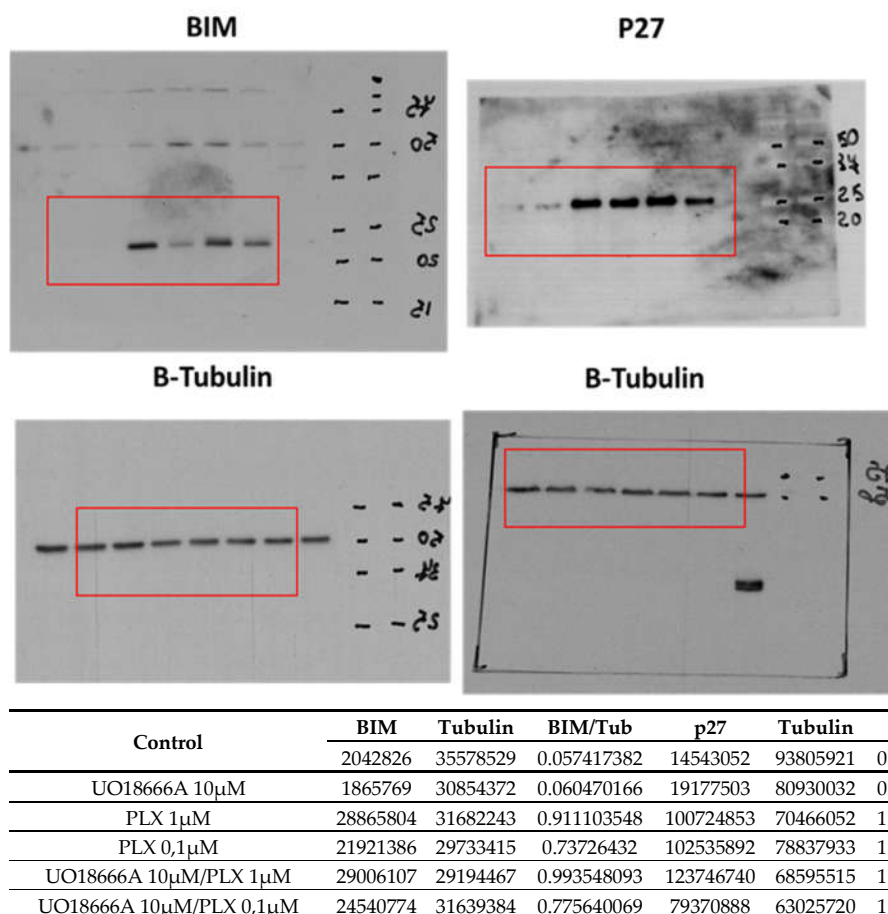 BIM
P27
50
37
25
20
B-Tubulin
B-Tubulin
Control BIM Tubulin BIM/Tub p27 Tubulin
2042826 35578529 0.057417382 14543052 93805921 0
UO18666A 10µM 1865769 30854372 0.060470166 19177503 80930032 0
PLX 1µM 28865804 31682243 0.911103548 100724853 70466052 1
PLX 0,1µM 21921386 29733415 0.73726432 102535892 78837933 1
UO18666A 10µM/PLX 1µM 29006107 29194467 0.993548093 123746740 68595515 1
UO18666A 10µM/PLX 0,1µM 24540774 31639384 0.775640069 79370888 63025720 1